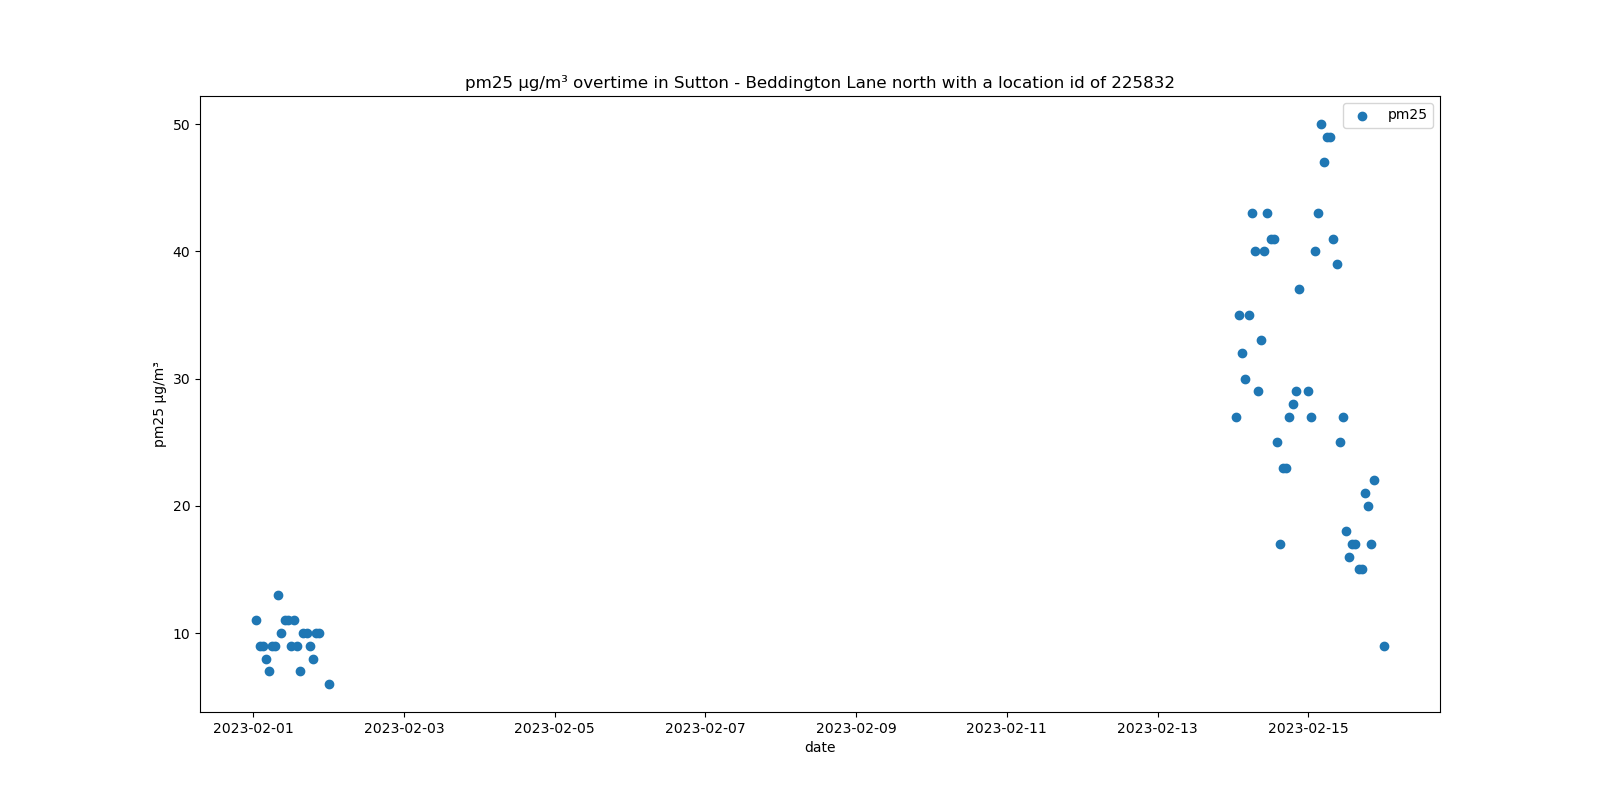 pm25 µg/m³ overtime in Sutton - Beddington Lane north with a location id of 225832
pm25
50
40
30
20
10
pm25 µg/m³
2023-02-01 2023-02-03 2023-02-05 2023-02-07 2023-02-09 2023-02-11 2023-02-13 2023-02-15
date